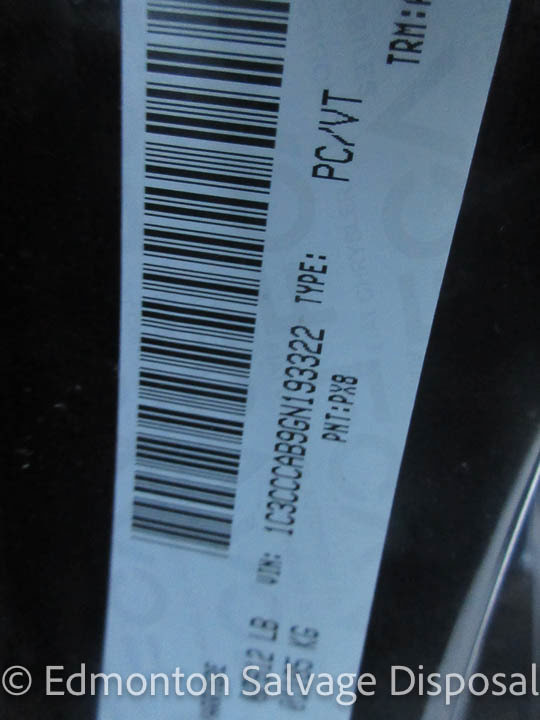 TRM:
VIN: 1C3CCCAB9GN193322 TYPE: PC/VT
PNT:PX8
LB
KG
© Edmonton Salvage Disposal